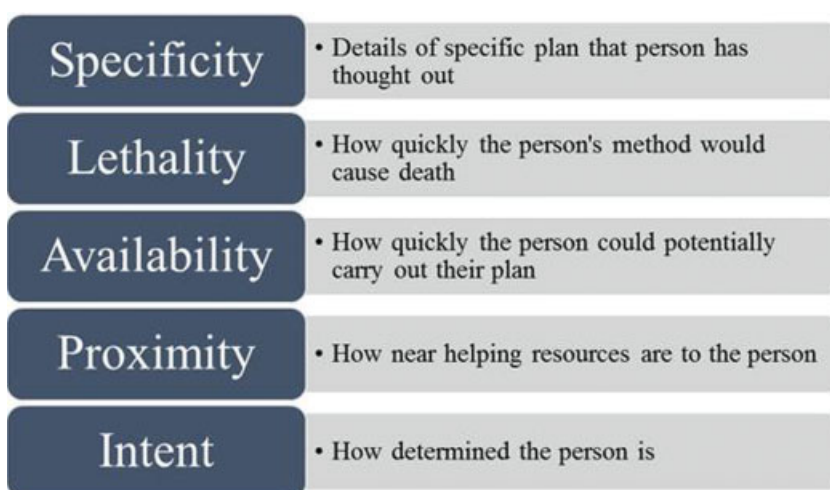 Specificity
• Details of specific plan that person has
thought out
Lethality
• How quickly the person's method would
cause death
Availability
• How quickly the person could potentially
carry out their plan
Proximity
• How near helping resources are to the person
Intent
• How determined the person is